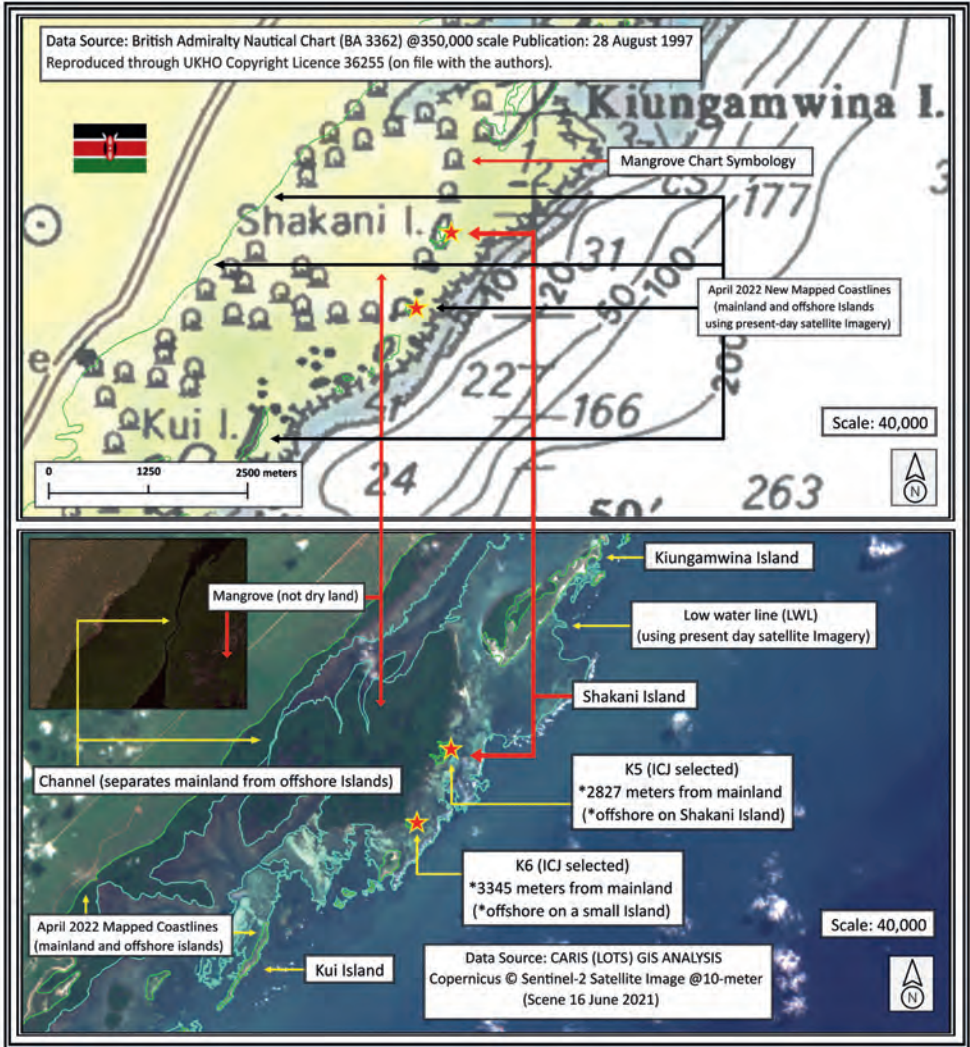 Data Source: British Admiralty Nautical Chart (BA 3362) @350,000 scale Publication: 28 August 1997
Reproduced through UKHO Copyright Licence 36255 (on file with the authors).
Kiungamwina I.
Mangrove Chart Symbology
177
Shakani I.
31
10
20
50
100
200
April 2022 New Mapped Coastlines
(mainland and offshore Islands
using present-day satellite Imagery)
e
22
166
Kui I.
Scale: 40,000
0 1250 2500 meters
24
263
50'
N
Kiungamwina Island
Mangrove (not dry land)
Low water line (LWL)
(using present day satellite Imagery)
Shakani Island
Channel (separates mainland from offshore Islands)
K5 (ICJ selected)
*2827 meters from mainland
(*offshore on Shakani Island)
K6 (ICJ selected)
*3345 meters from mainland
(*offshore on a small Island)
April 2022 Mapped Coastlines
(mainland and offshore islands)
Scale: 40,000
Kui Island
Data Source: CARIS (LOTS) GIS ANALYSIS
Copernicus © Sentinel-2 Satellite Image @10-meter
(Scene 16 June 2021)
N